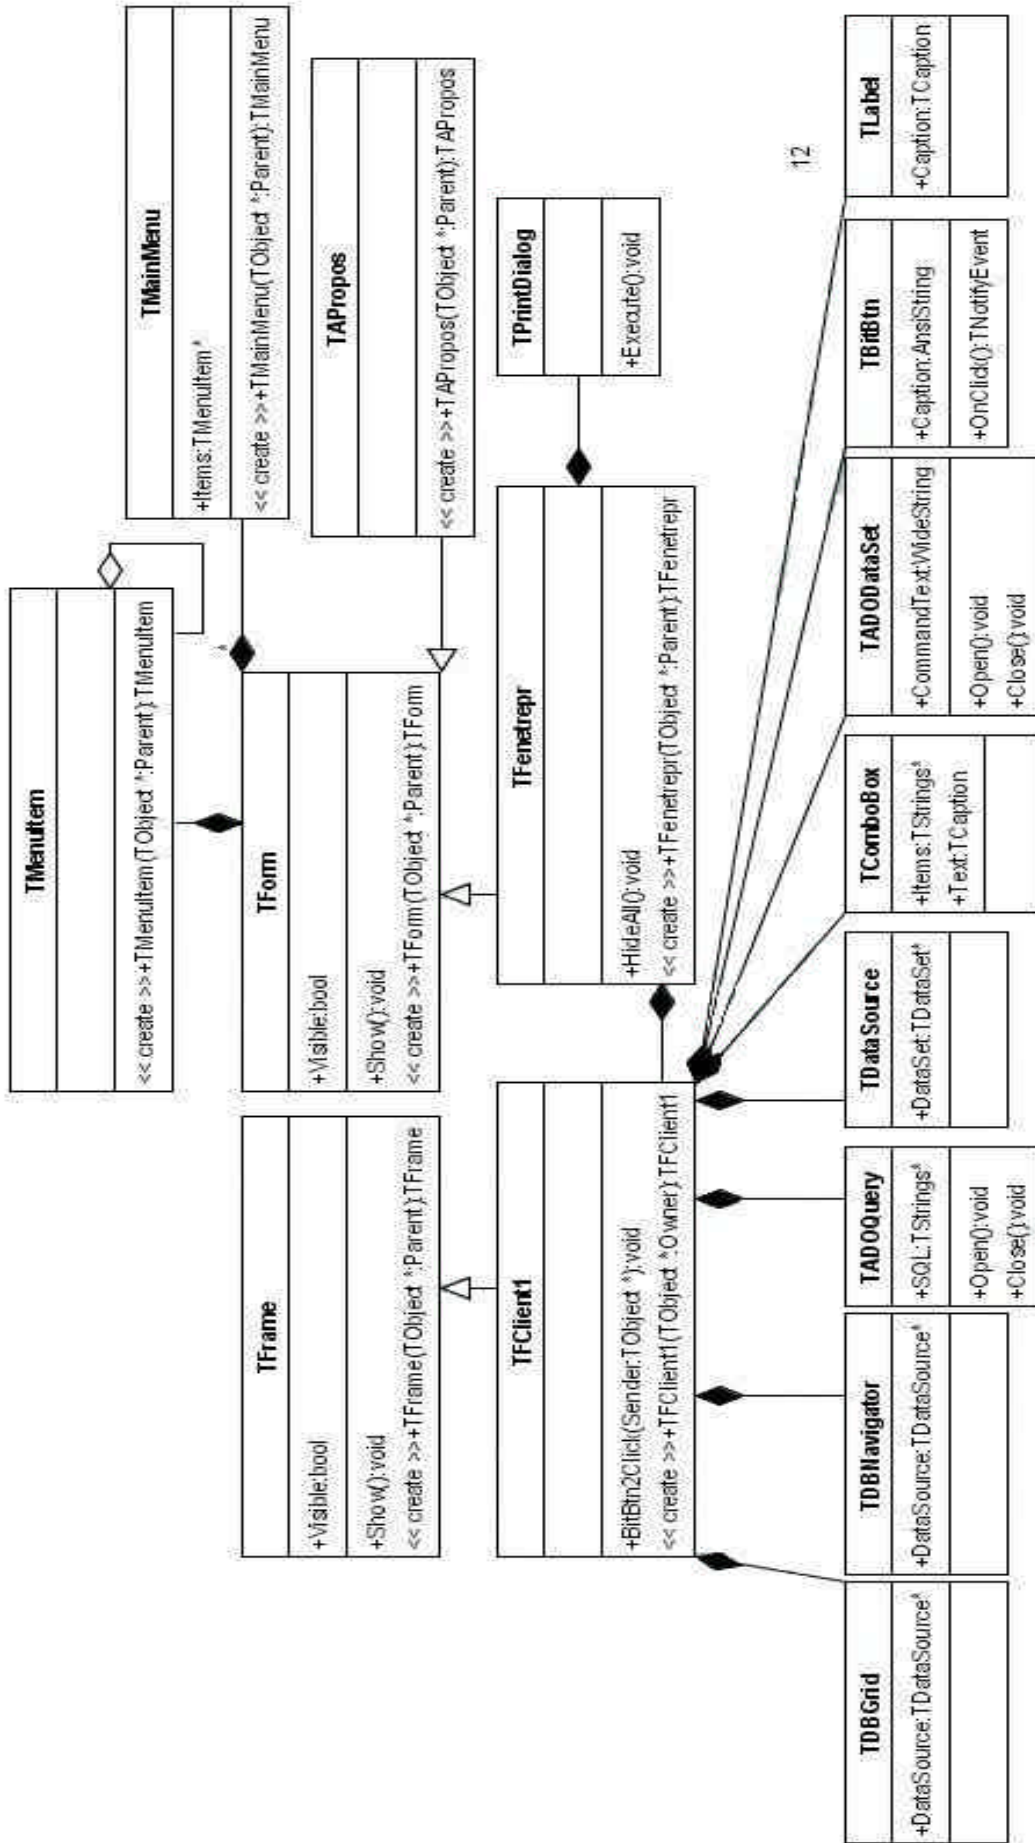 TMenuItem
<< create >>+TMenuItem(TObject *:Parent):TMenuItem
TMainMenu
+Items:TMenuItem*
<< create >>+TMainMenu(TObject *:Parent):TMainMenu
*
TFrame
+Visible:bool
+Show():void
<< create >>+TFrame(TObject *:Parent):TFrame
TForm
+Visible:bool
+Show():void
<< create >>+TForm(TObject *:Parent):TForm
TAPropos
<< create >>+TAPropos(TObject *:Parent):TAPropos
TFClient1
+BitBtn2Click(Sender:TObject *):void
<< create >>+TFClient1(TObject *:Owner):TFClient1
TFenetrepr
+HideAll():void
<< create >>+TFenetrepr(TObject *:Parent):TFenetrepr
TPrintDialog
+Execute():void
12
TDBGrid
+DataSource:TDataSource*
TDBNavigator
+DataSource:TDataSource*
TADOQuery
+SQL:TStrings*
+Open():void
+Close():void
TDataSource
+DataSet:TDataSet*
TComboBox
+Items:TStrings*
+Text:TCaption
TADODataSet
+CommandText:WideString
+Open():void
+Close():void
TBitBtn
+Caption:AnsiString
+OnClick():TNotifyEvent
TLabel
+Caption:TCaption